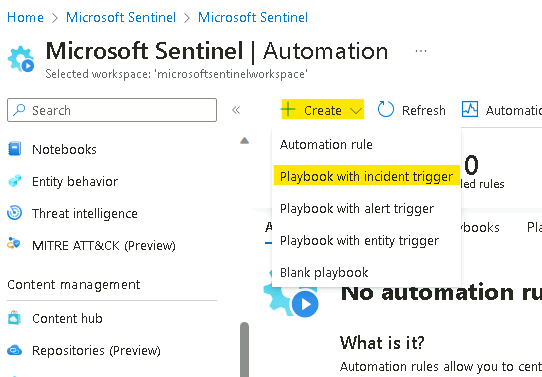 Home > Microsoft Sentinel > Microsoft Sentinel
Microsoft Sentinel | Automation ...
Selected workspace: 'microsoftsentinelworkspace'
Search «
+ Create Refresh Automatio
Notebooks
Entity behavior
Threat intelligence
MITRE ATT&CK (Preview)
Content management
Content hub
Repositories (Preview)
Automation rule
Playbook with incident trigger
Playbook with alert trigger
Playbook with entity trigger
Blank playbook
0
led rules
A
ybooks Pla
No automation ru
What is it?
Automation rules allow you to cent